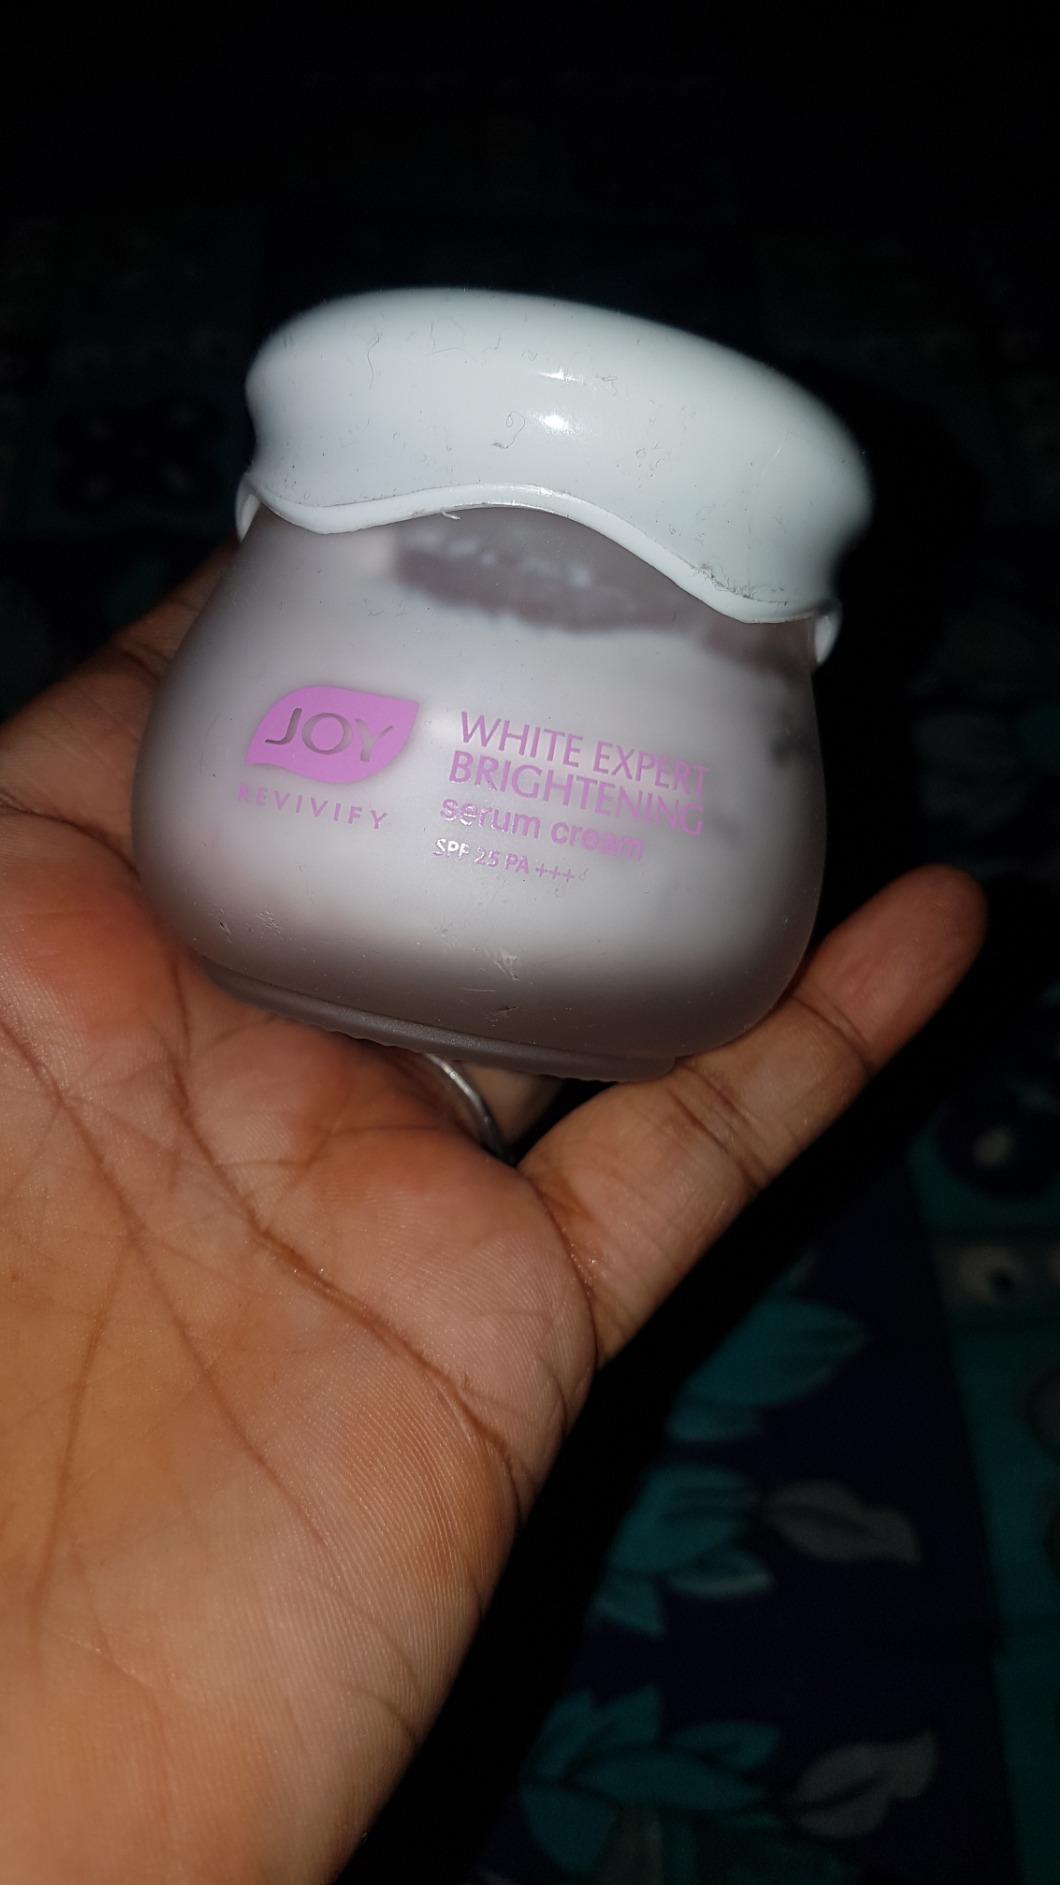 JOY
REVIVIFY
WHITE EXPERT
BRIGHTENING
serum cream
SPF 25 PA +++